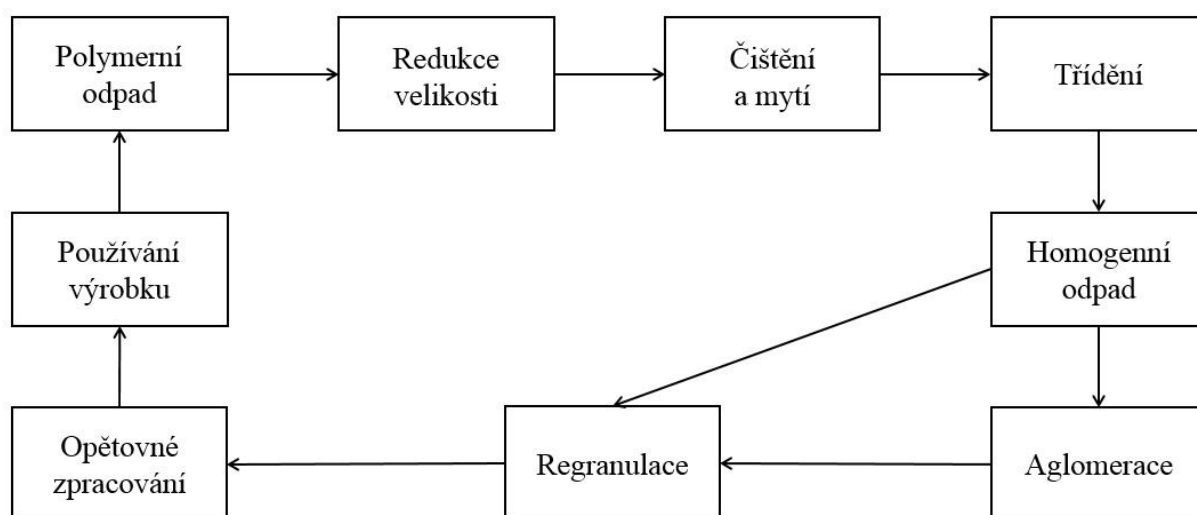 Polymerní
odpad
Redukce
velikosti
Čištění
a mytí
Třídění
Používání
výrobku
Homogenní
odpad
Opětovné
zpracování
Regranulace
Aglomerace